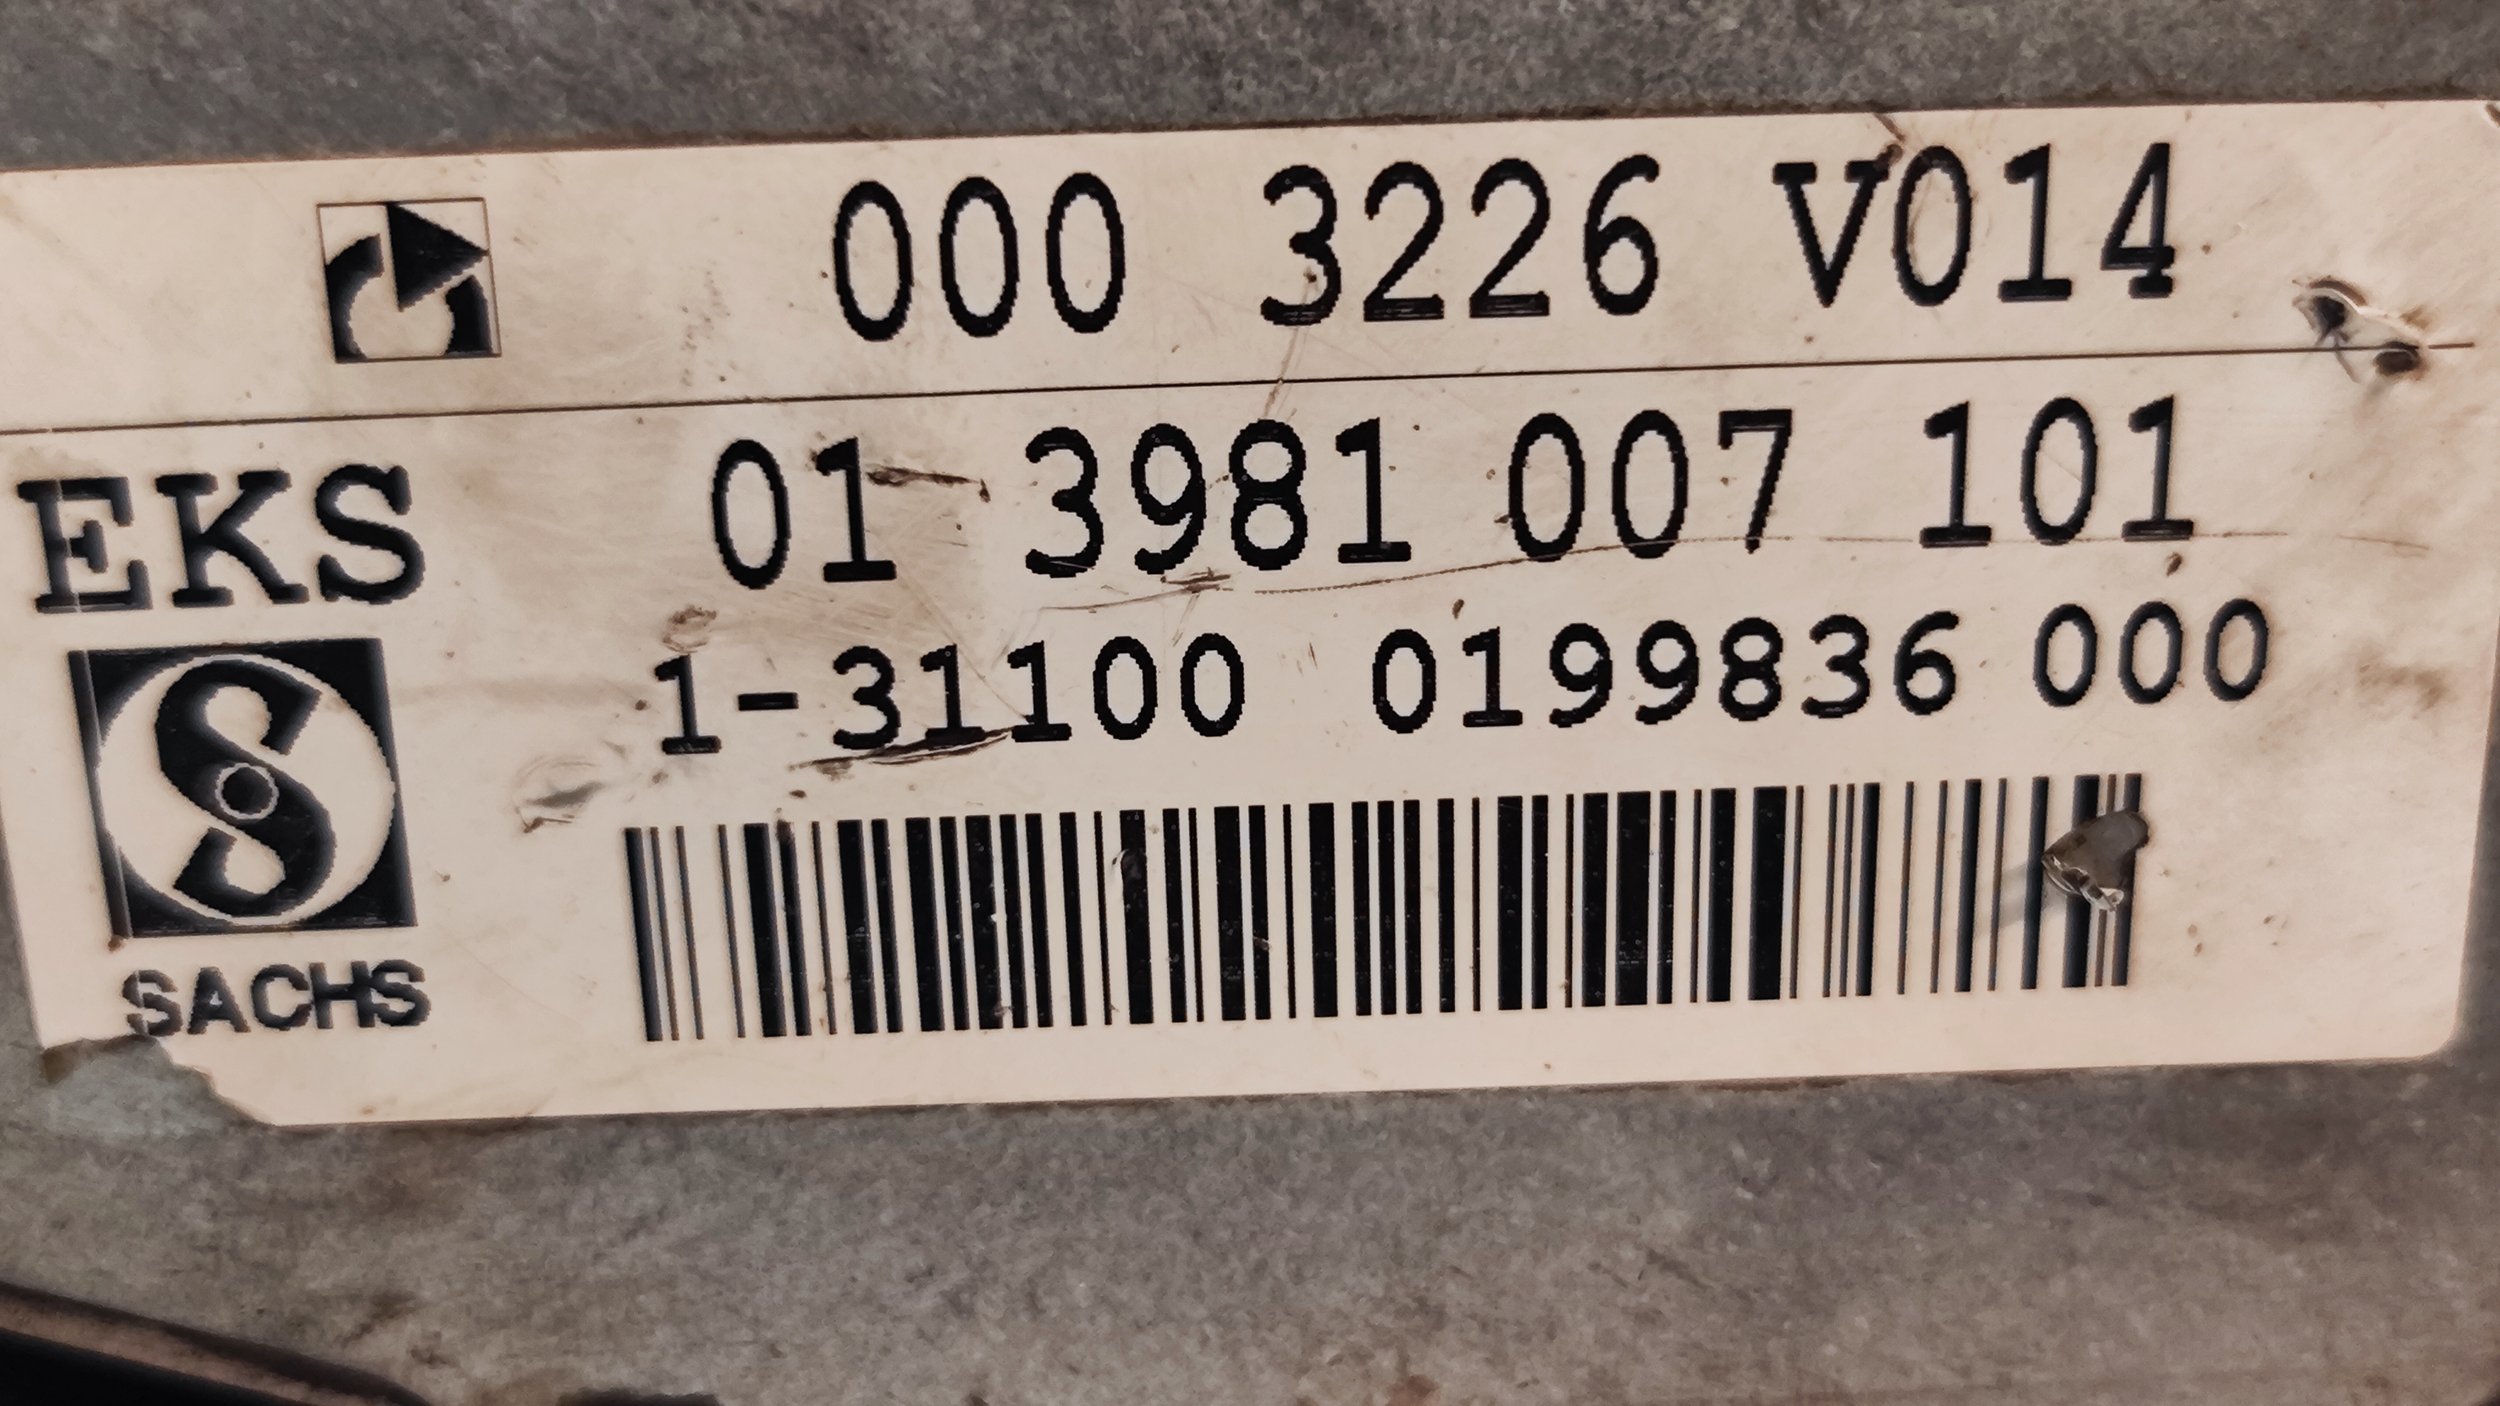 000 3226 V014
EKS 01 3981 007 101
1-31100 0199836 000
SACHS